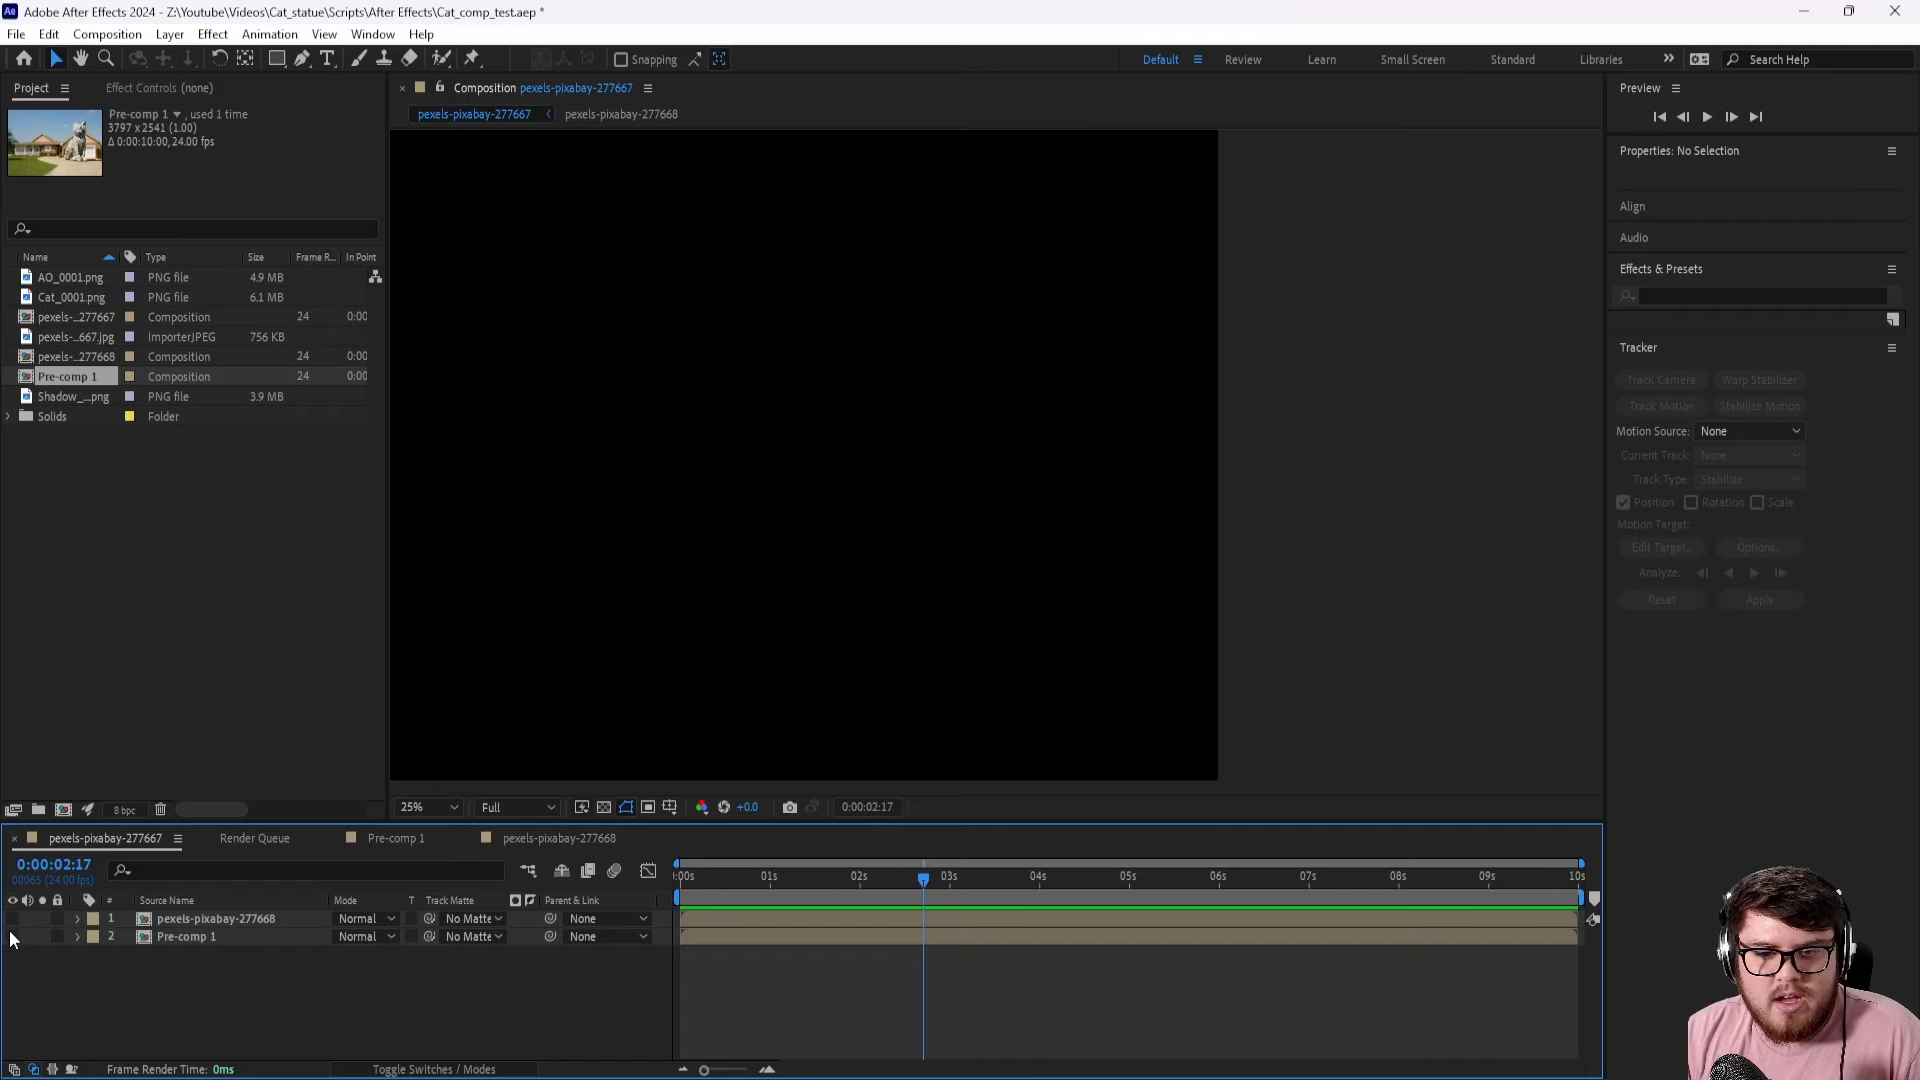 Ae Adobe After Effects 2024 - Z:\Youtube\Videos\Cat_statue\Scripts\After Effects\Cat_comp_test.aep *
File Edit Composition Layer Effect Animation View Window Help
Snapping
Default Review Learn Small Screen Standard Libraries Search Help
Project Effect Controls (none)
Pre-comp 1 , used 1 time
3797 x 2541 (1.00)
Δ 0:00:10:00, 24.00 fps
Composition pexels-pixabay-277667
pexels-pixabay-277667 pexels-pixabay-277668
Name Type Size Frame R... In Point
AO_0001.png PNG file 4.9 MB
Cat_0001.png PNG file 6.1 MB
pexels-...277667 Composition 24 0:00
pexels-...667.jpg ImporterJPEG 756 KB
pexels-...277668 Composition 24 0:00
Pre-comp 1 Composition 24 0:00
Shadow_...png PNG file 3.9 MB
Solids Folder
8 bpc
25% Full +0.0 0:00:02:17
Preview
Properties: No Selection
Align
Audio
Effects & Presets
Tracker
Track Camera Warp Stabilizer
Track Motion Stabilize Motion
Motion Source: None
Current Track: None
Track Type: Stabilize
Position Rotation Scale
Motion Target:
Edit Target... Options...
Analyze:
Reset Apply
pexels-pixabay-277667 Render Queue Pre-comp 1 pexels-pixabay-277668
0:00:02:17
00065 (24.00 fps)
# Source Name Mode T Track Matte Parent & Link
1 pexels-pixabay-277668 Normal No Matte None
2 Pre-comp 1 Normal No Matte None
:00s 01s 02s 03s 04s 05s 06s 07s 08s 09s 10s
Frame Render Time: 0ms Toggle Switches / Modes